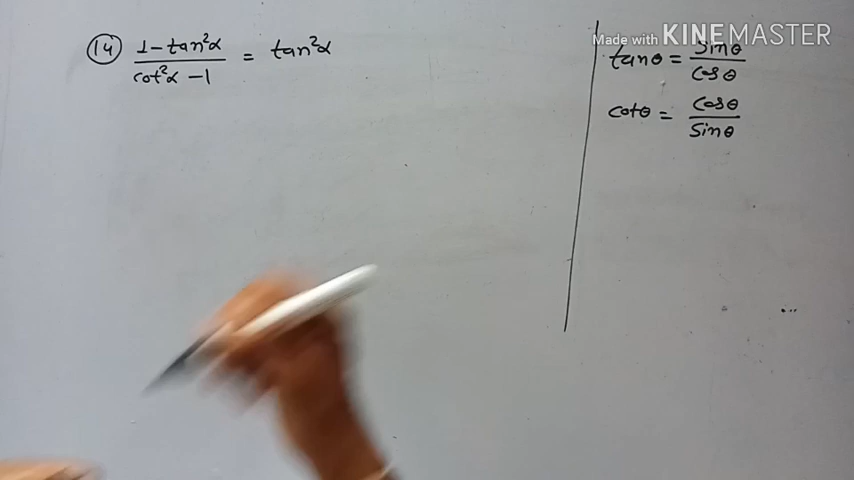 (14) 1 - tan²α / cot²α - 1 = tan²α
Made with KINEMASTER
tanθ = sinθ / cosθ
cotθ = cosθ / sinθ